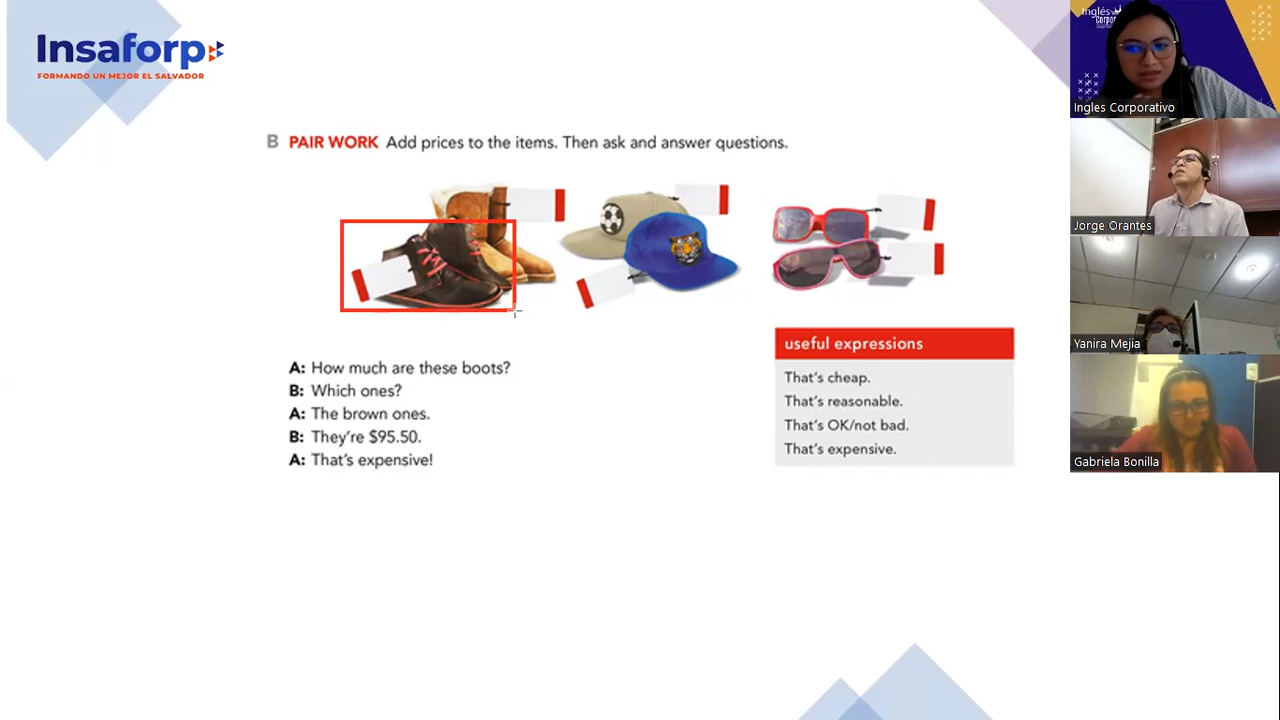 Insaforp
FORMANDO UN MEJOR EL SALVADOR
B PAIR WORK Add prices to the items. Then ask and answer questions.
A: How much are these boots?
B: Which ones?
A: The brown ones.
B: They're $95.50.
A: That's expensive!
useful expressions
That's cheap.
That's reasonable.
That's OK/not bad.
That's expensive.
Inglés
Ingles Corporativo
Jorge Orantes
Yanira Mejia
Gabriela Bonilla